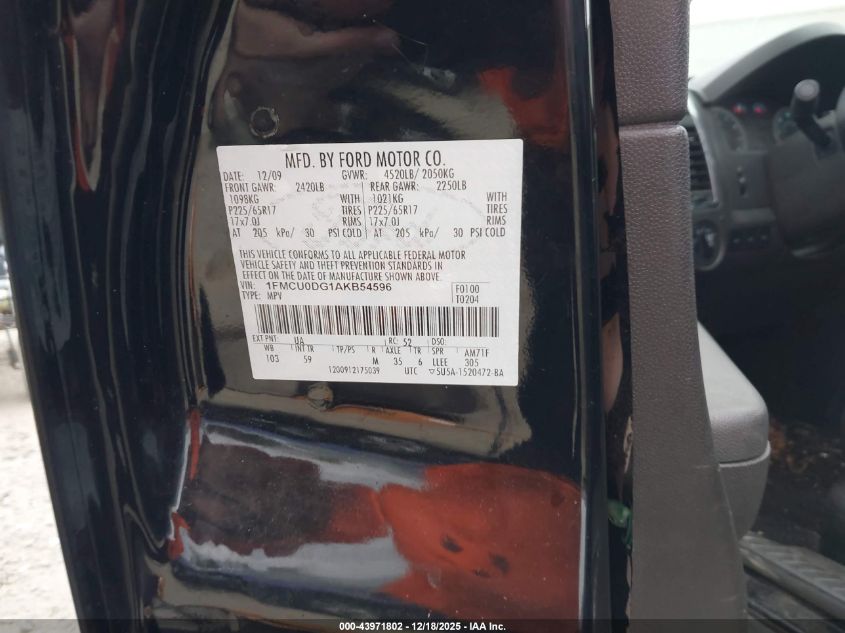 MFD. BY FORD MOTOR CO.
DATE: 12/09 GVWR: 4520LB/ 2050KG
FRONT GAWR: 2420LB REAR GAWR: 2250LB
1098KG WITH 1021KG WITH
P225/65R17 TIRES P225/65R17 TIRES
17x7.0J RIMS 17x7.0J RIMS
AT 205 kPa/ 30 PSI COLD AT 205 kPa/ 30 PSI COLD
THIS VEHICLE CONFORMS TO ALL APPLICABLE FEDERAL MOTOR
VEHICLE SAFETY AND THEFT PREVENTION STANDARDS IN
EFFECT ON THE DATE OF MANUFACTURE SHOWN ABOVE.
VIN: 1FMCU0DG1AKB54596 F0100
TYPE: MPV T0204
EXT PNT: UA RC: 52 DSO:
WB INT TR TP/PS R AXLE TR SPR AM71F
103 59 M 35 6 LLEE 305
1200912175039 UTC ▽5U5A-1520472-BA
000-43971802 - 12/18/2025 - IAAI.COM